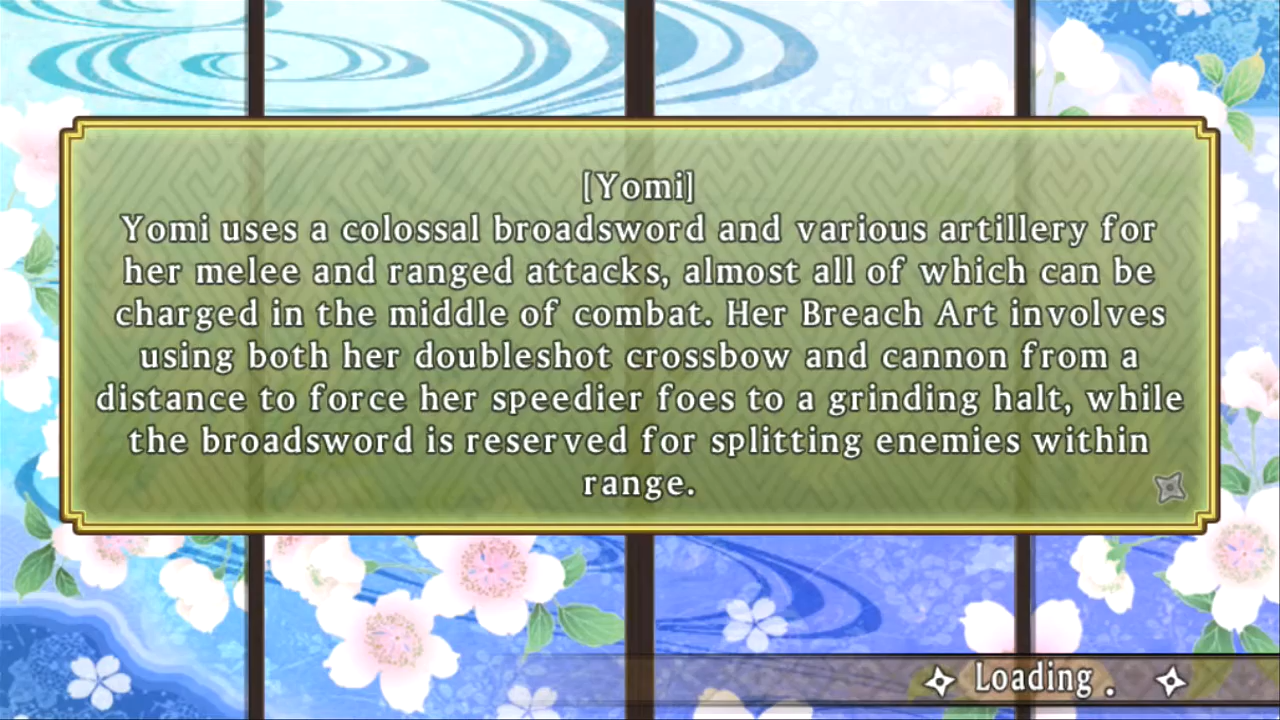 [Yomi]
Yomi uses a colossal broadsword and various artillery for
her melee and ranged attacks, almost all of which can be
charged in the middle of combat. Her Breach Art involves
using both her doubleshot crossbow and cannon from a
distance to force her speedier foes to a grinding halt, while
the broadsword is reserved for splitting enemies within
range.
Loading .